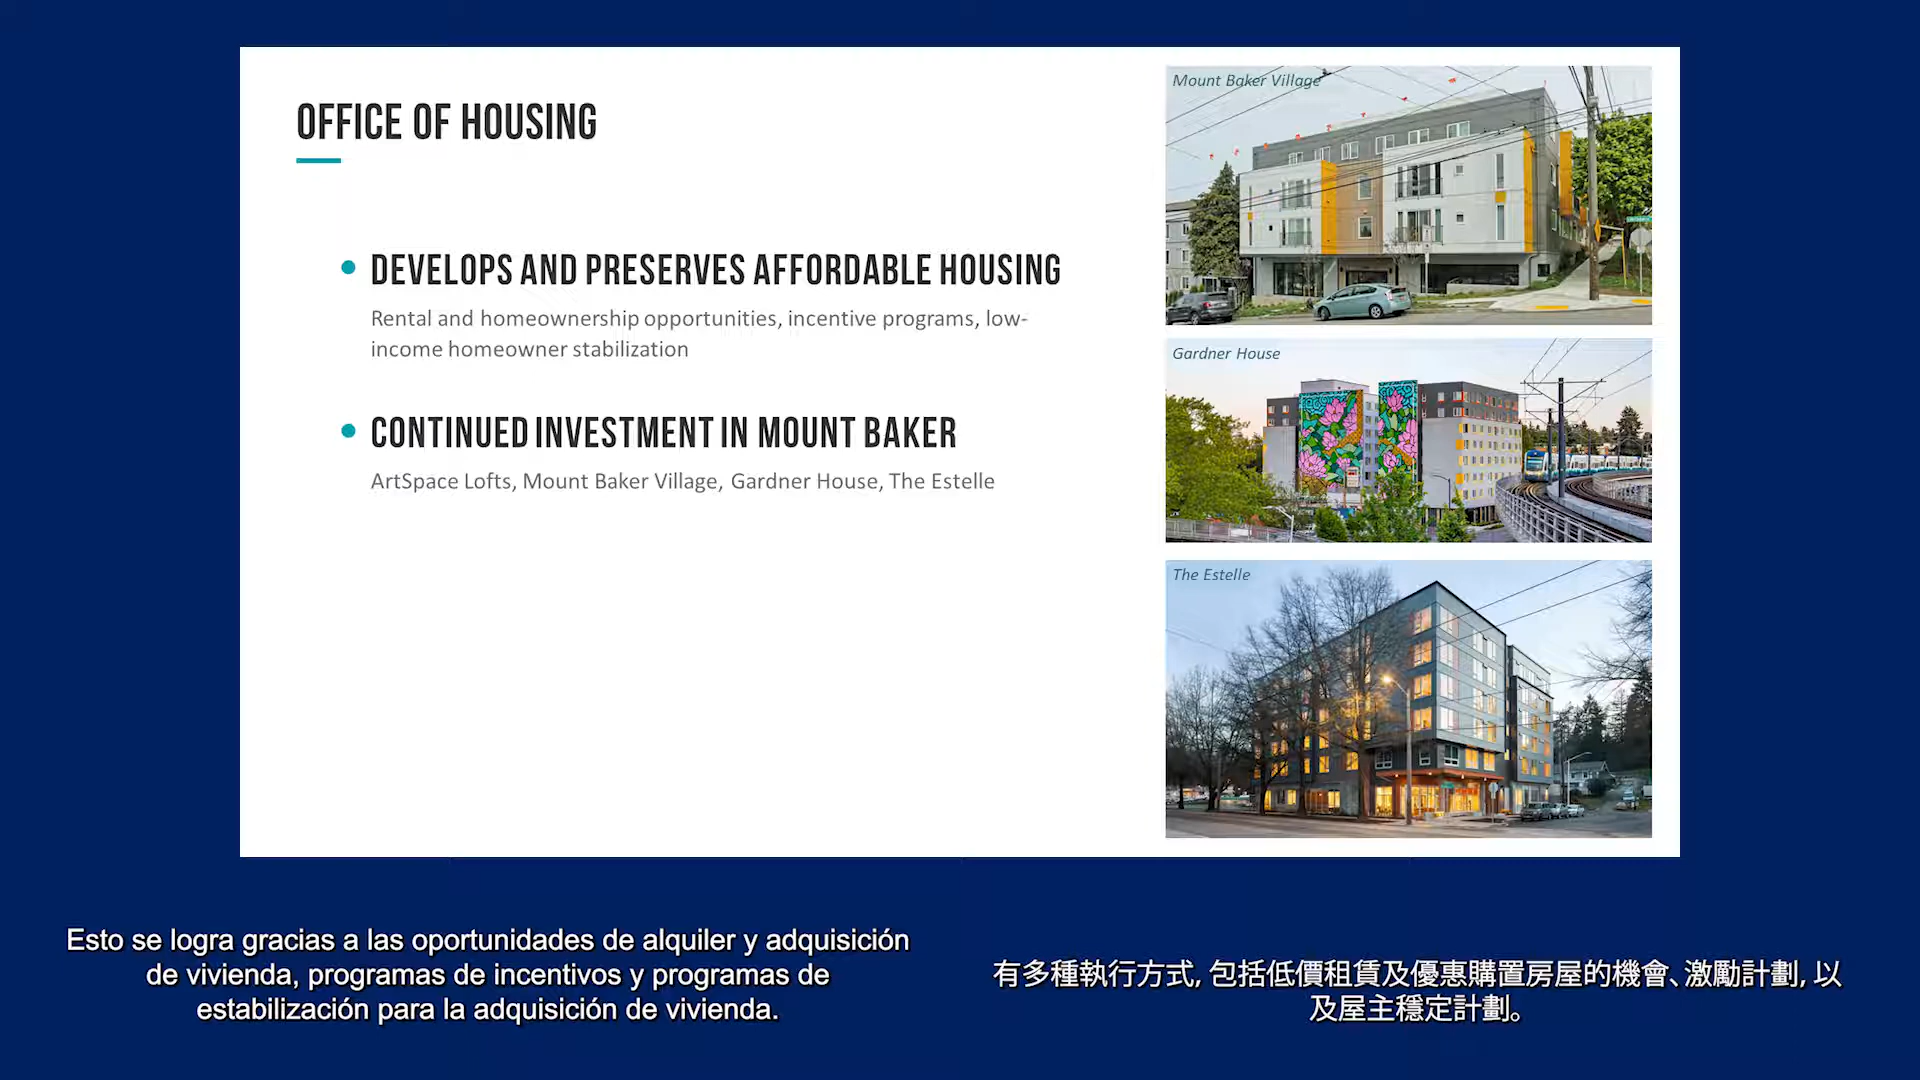 OFFICE OF HOUSING
DEVELOPS AND PRESERVES AFFORDABLE HOUSING
Rental and homeownership opportunities, incentive programs, low-
income homeowner stabilization
CONTINUED INVESTMENT IN MOUNT BAKER
ArtSpace Lofts, Mount Baker Village, Gardner House, The Estelle
Mount Baker Village
Gardner House
The Estelle
Esto se logra gracias a las oportunidades de alquiler y adquisición
de vivienda, programas de incentivos y programas de
estabilización para la adquisición de vivienda.
有多種執行方式, 包括低價租賃及優惠購置房屋的機會、激勵計劃, 以
及屋主穩定計劃。